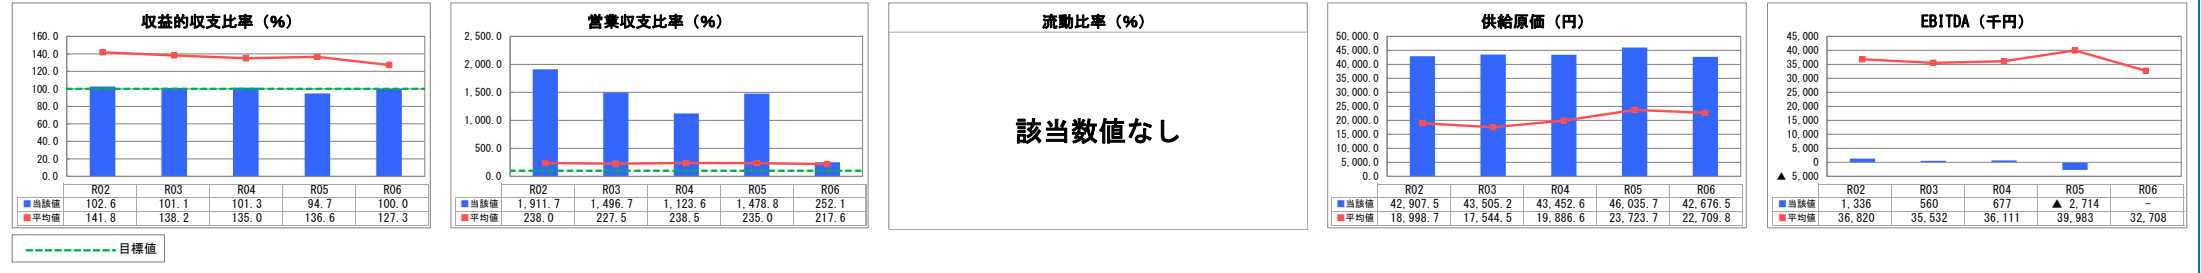 収益的収支比率（％）
160.0
140.0
120.0
100.0
80.0
60.0
40.0
20.0
0.0
R02 R03 R04 R05 R06
当該値 102.6 101.1 101.3 94.7 100.0
平均値 141.8 138.2 135.0 136.6 127.3
目標値
営業収支比率（％）
2,500.0
2,000.0
1,500.0
1,000.0
500.0
0.0
R02 R03 R04 R05 R06
当該値 1,911.7 1,496.7 1,123.6 1,478.8 252.1
平均値 238.0 227.5 238.5 235.0 217.6
流動比率（％）
該当数値なし
供給原価（円）
50,000.0
45,000.0
40,000.0
35,000.0
30,000.0
25,000.0
20,000.0
15,000.0
10,000.0
5,000.0
0.0
R02 R03 R04 R05 R06
当該値 42,907.5 43,505.2 43,452.6 46,035.7 42,676.5
平均値 18,998.7 17,544.5 19,886.6 23,723.7 22,709.8
EBITDA（千円）
45,000
40,000
35,000
30,000
25,000
20,000
15,000
10,000
5,000
0
▲ 5,000
R02 R03 R04 R05 R06
当該値 1,336 560 677 ▲ 2,714 -
平均値 36,820 35,532 36,111 39,983 32,708